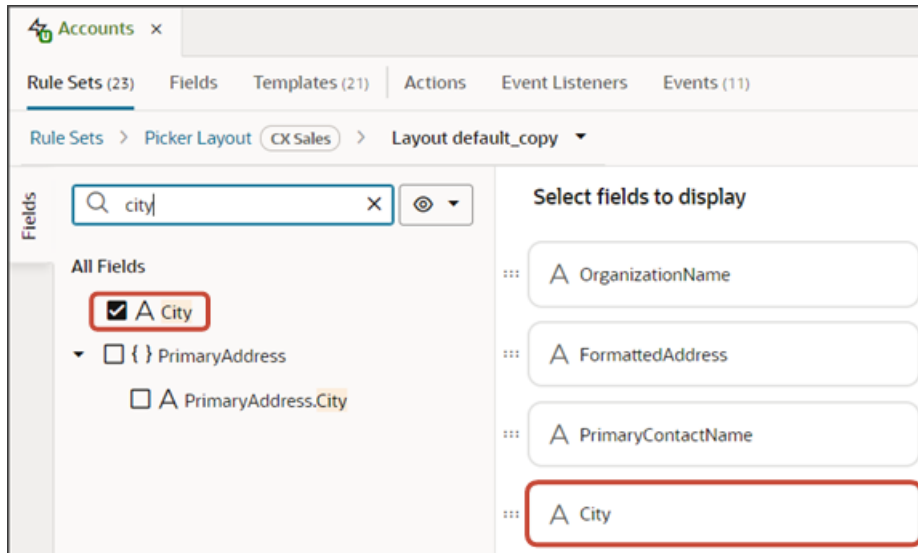 Accounts ×
Rule Sets (23) Fields Templates (21) Actions Event Listeners Events (11)
Rule Sets > Picker Layout CX Sales > Layout default_copy
Fields
city
Select fields to display
All Fields
City
PrimaryAddress
PrimaryAddress.City
OrganizationName
FormattedAddress
PrimaryContactName
City